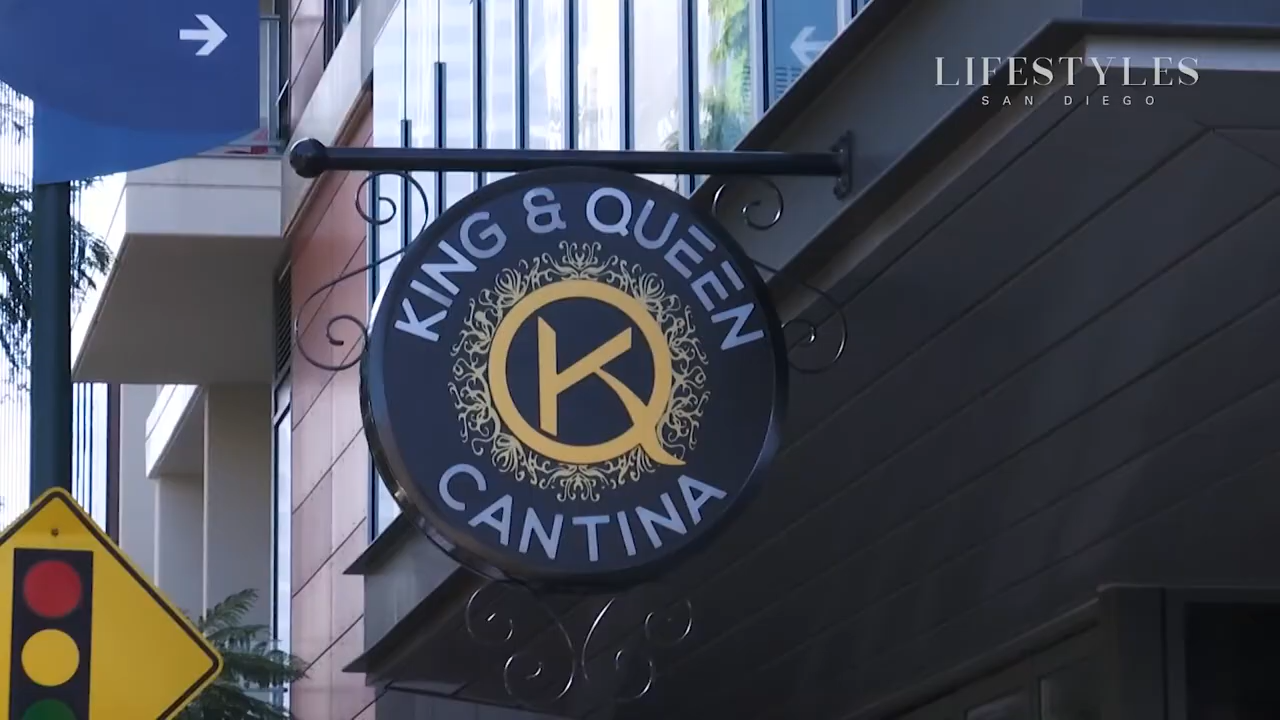 LIFESTYLES
SAN DIEGO
KING & QUEEN
KQ
CANTINA